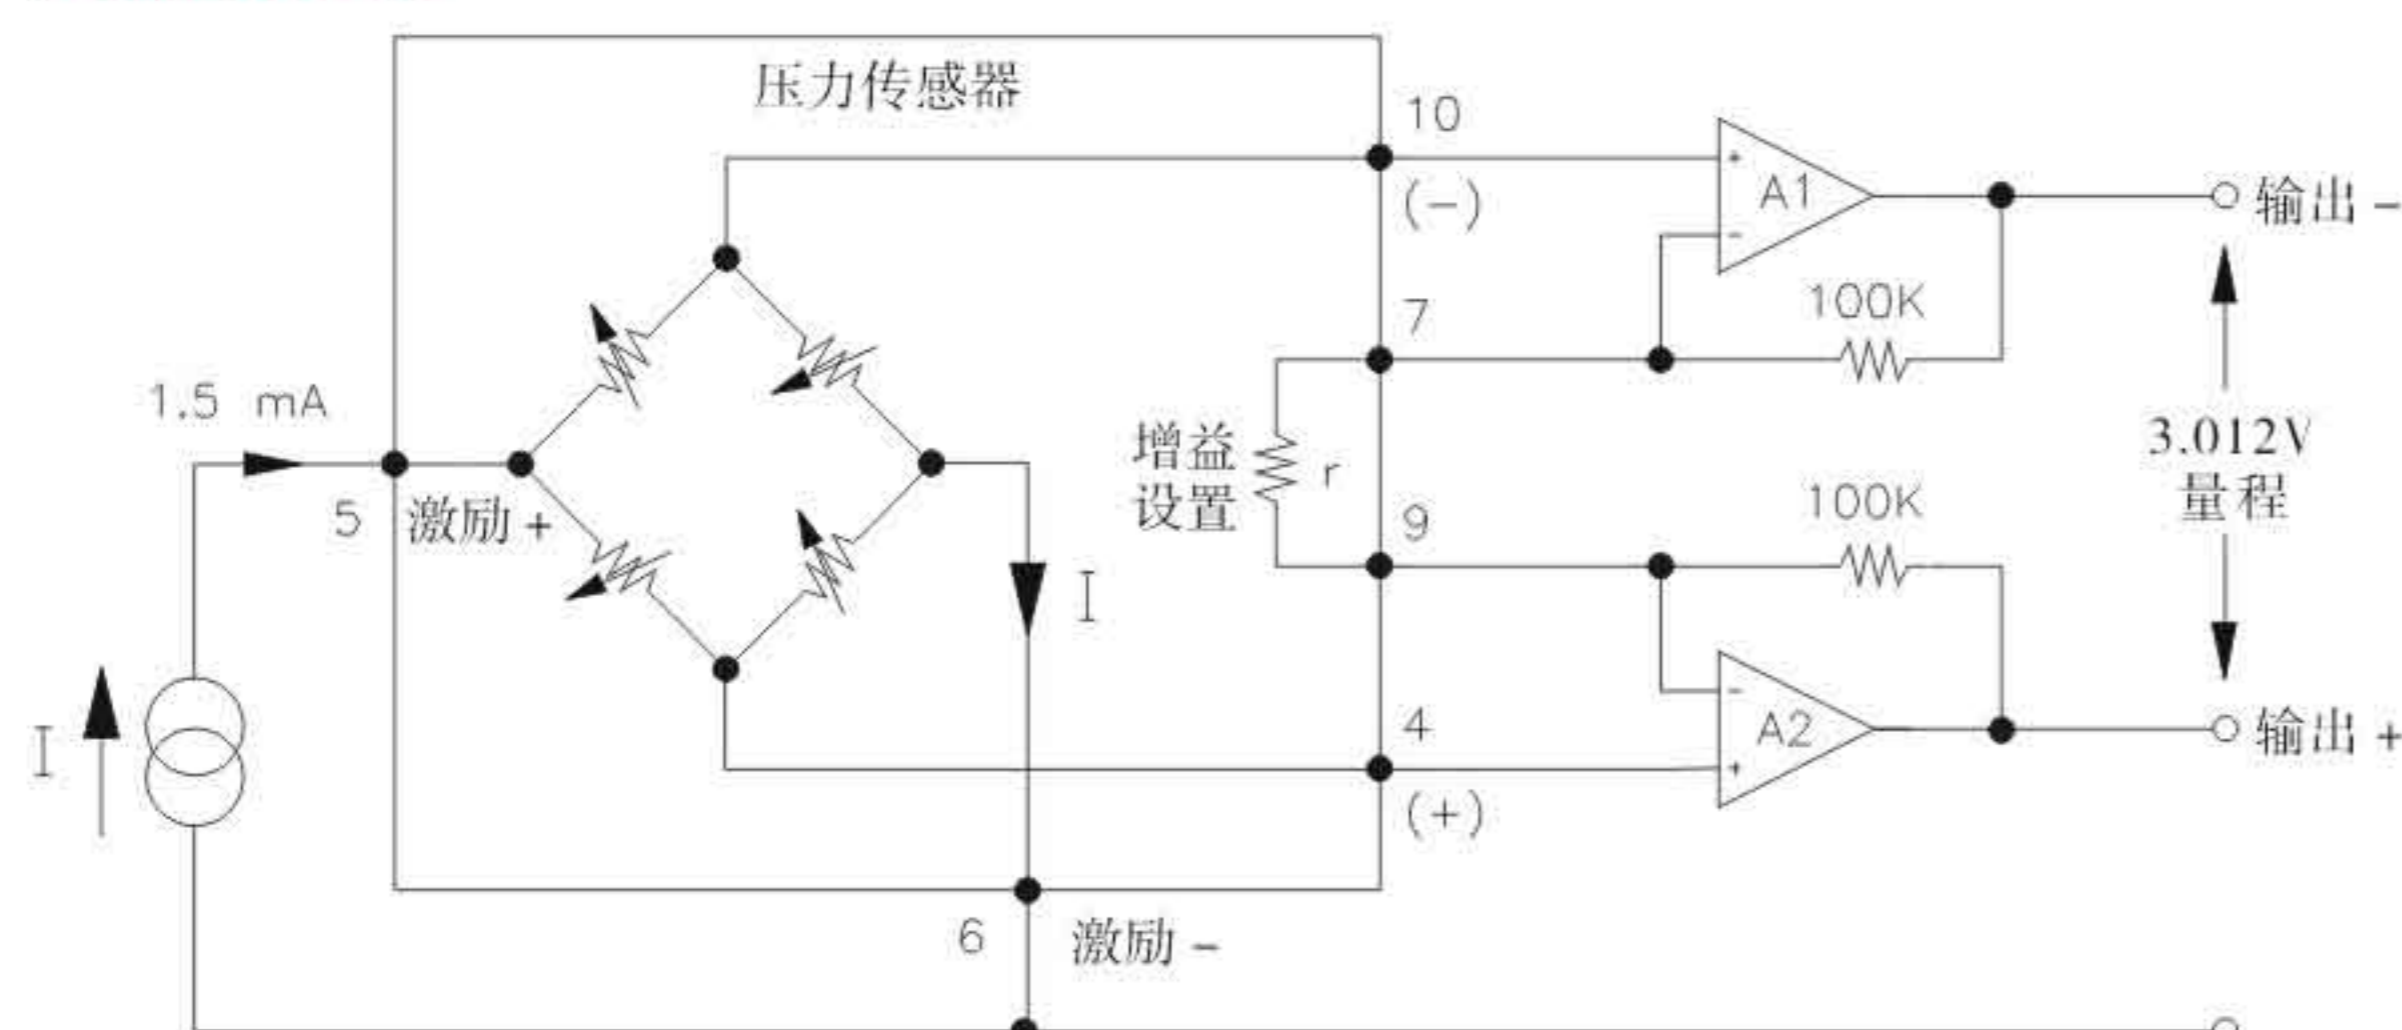 压力传感器
10
(-)
A1
+
-
输出 -
7
100K
1.5 mA
增益
设置
r
3.012V
量程
5
激励 +
9
100K
I
4
(+)
A2
-
+
输出 +
I
6
激励 -